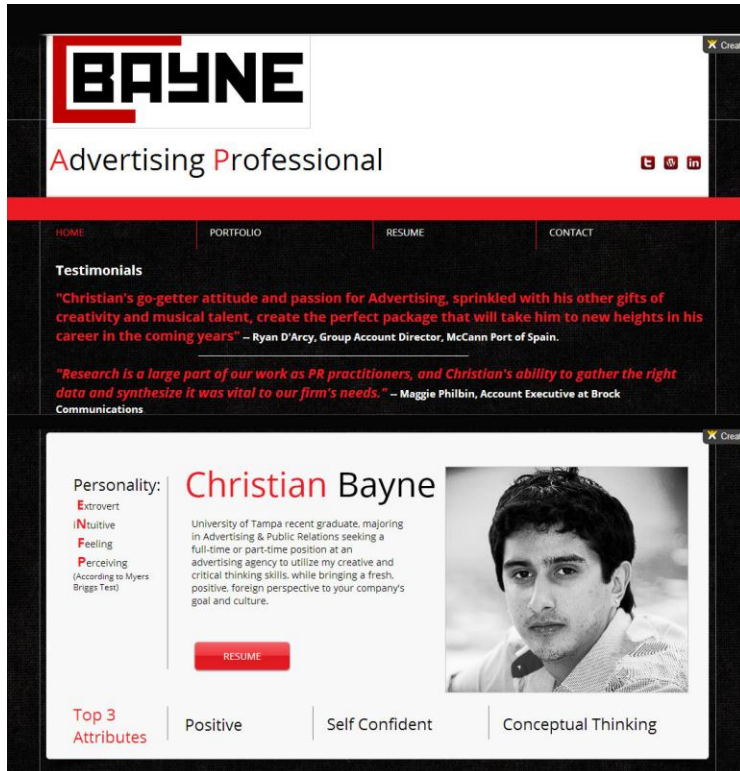 BAYNE
Creat
Advertising Professional
HOME
PORTFOLIO
RESUME
CONTACT
Testimonials
"Christian's go-getter attitude and passion for Advertising, sprinkled with his other gifts of
creativity and musical talent, create the perfect package that will take him to new heights in his
career in the coming years" -- Ryan D'Arcy, Group Account Director, McCann Port of Spain.
"Research is a large part of our work as PR practitioners, and Christian's ability to gather the right
data and synthesize it was vital to our firm's needs." -- Maggie Philbin, Account Executive at Brock
Communications
Creat
Personality:
Extrovert
iNtuitive
Feeling
Perceiving
(According to Myers
Briggs Test)
Christian Bayne
University of Tampa recent graduate, majoring
in Advertising & Public Relations seeking a
full-time or part-time position at an
advertising agency to utilize my creative and
critical thinking skills, while bringing a fresh,
positive, foreign perspective to your company's
goal and culture.
RESUME
Top 3
Attributes
Positive
Self Confident
Conceptual Thinking